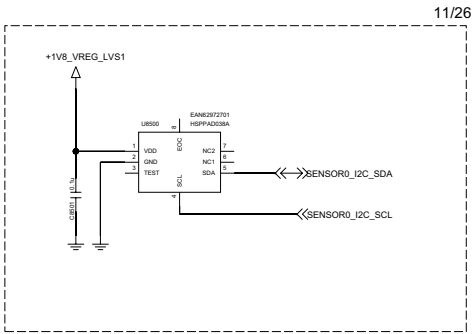 11/26
+1V8_VREG_LVS1
EAN62972701
U8500 HSPPAD038A
8
EOC
1 VDD NC2 7
2 GND NC1 6
3 TEST SDA 5 SENSOR0_I2C_SDA
SCL
4
SENSOR0_I2C_SCL
0.1u
C8501